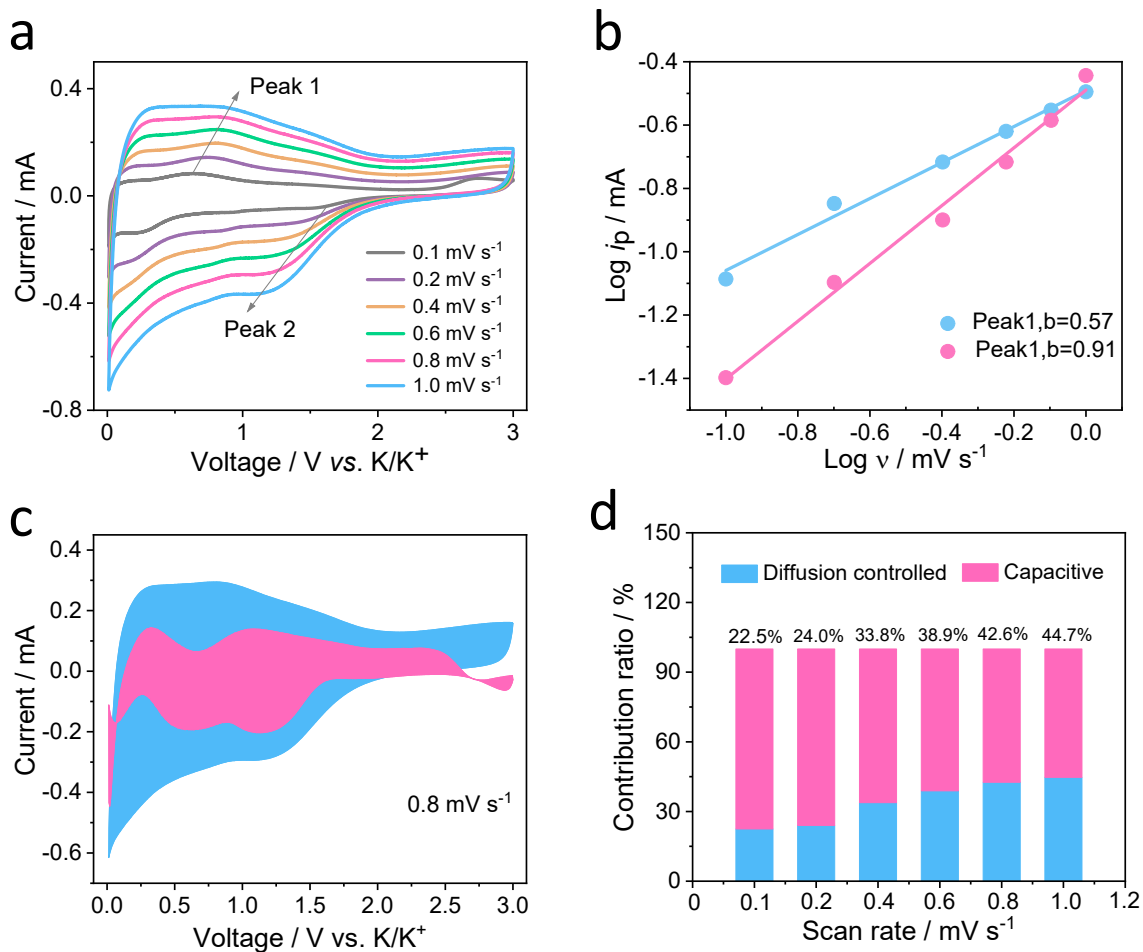 a
0.4
0.0
-0.4
-0.8
Current / mA
Peak 1
Peak 2
0.1 mV s⁻¹
0.2 mV s⁻¹
0.4 mV s⁻¹
0.6 mV s⁻¹
0.8 mV s⁻¹
1.0 mV s⁻¹
0 1 2 3
Voltage / V vs. K/K⁺
b
-0.4
-0.6
-0.8
-1.0
-1.2
-1.4
Log ip / mA
Peak1,b=0.57
Peak1,b=0.91
-1.0 -0.8 -0.6 -0.4 -0.2 0.0
Log ν / mV s⁻¹
c
0.4
0.2
0.0
-0.2
-0.4
-0.6
Current / mA
0.8 mV s⁻¹
0.0 0.5 1.0 1.5 2.0 2.5 3.0
Voltage / V vs. K/K⁺
d
150
120
90
60
30
0
Contribution ratio / %
Diffusion controlled Capacitive
22.5% 24.0% 33.8% 38.9% 42.6% 44.7%
0.0 0.1 0.2 0.4 0.6 0.8 1.0 1.2
Scan rate / mV s⁻¹